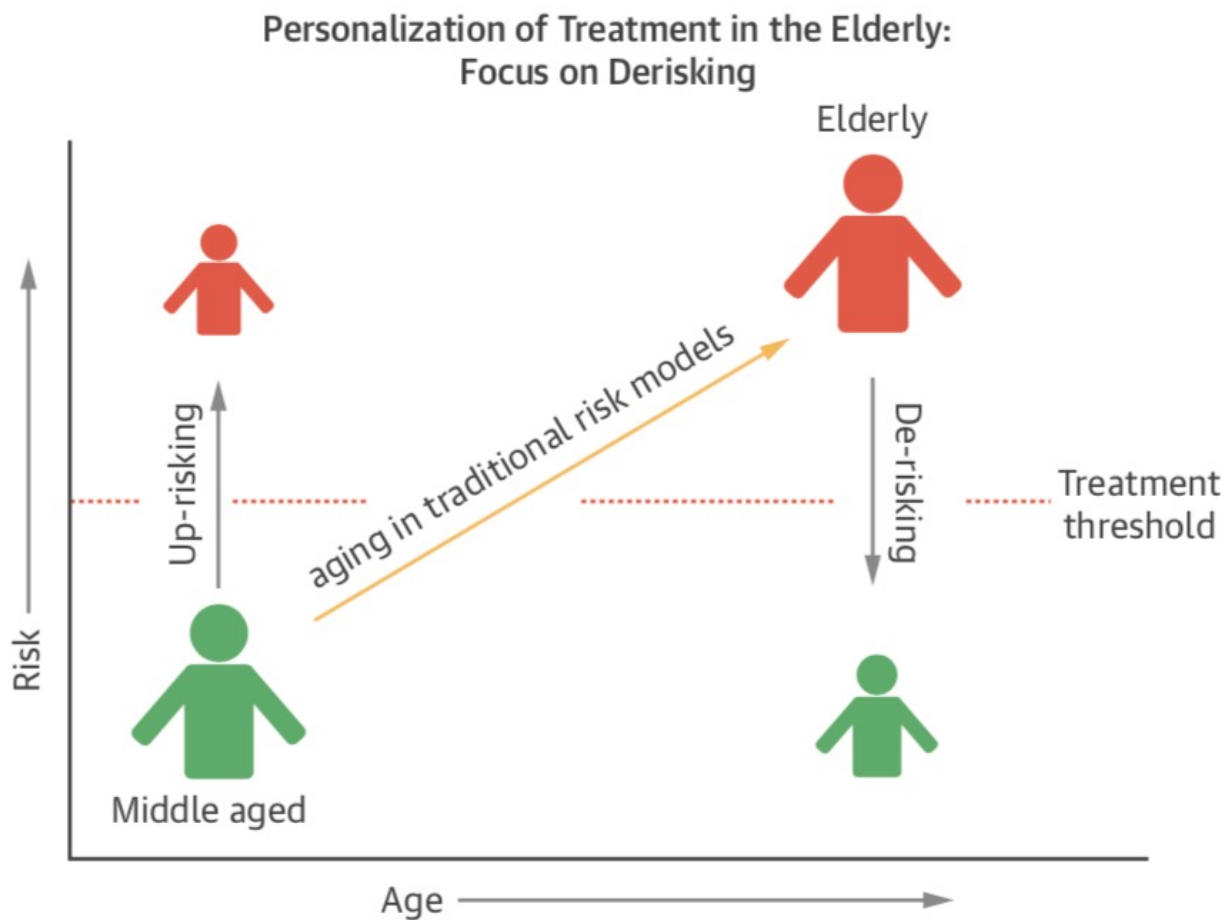 Personalization of Treatment in the Elderly:
Focus on Derisking
Elderly
aging in traditional risk models
Up-risking
De-risking
Treatment
threshold
Risk
Middle aged
Age